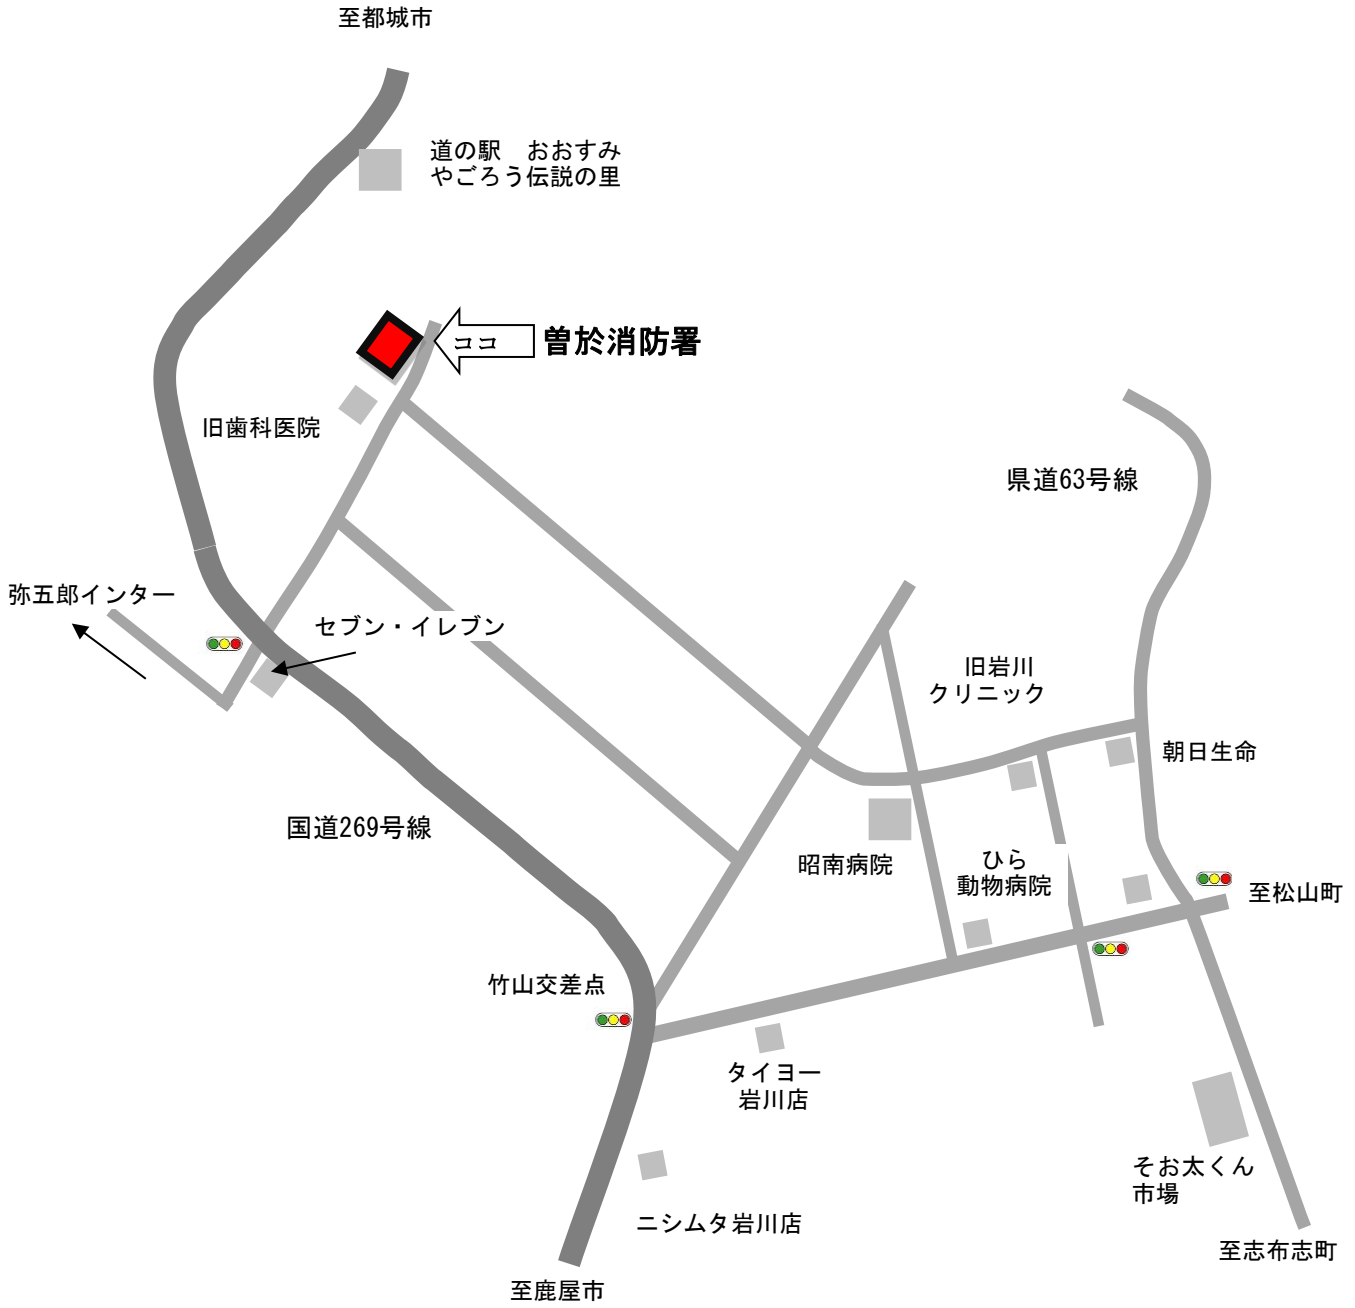 至都城市
道の駅　おおすみ
やごろう伝説の里
ココ
曽於消防署
旧歯科医院
県道63号線
弥五郎インター
セブン・イレブン
旧岩川
クリニック
朝日生命
国道269号線
昭南病院
ひら
動物病院
至松山町
竹山交差点
タイヨー
岩川店
そお太くん
市場
ニシムタ岩川店
至志布志町
至鹿屋市